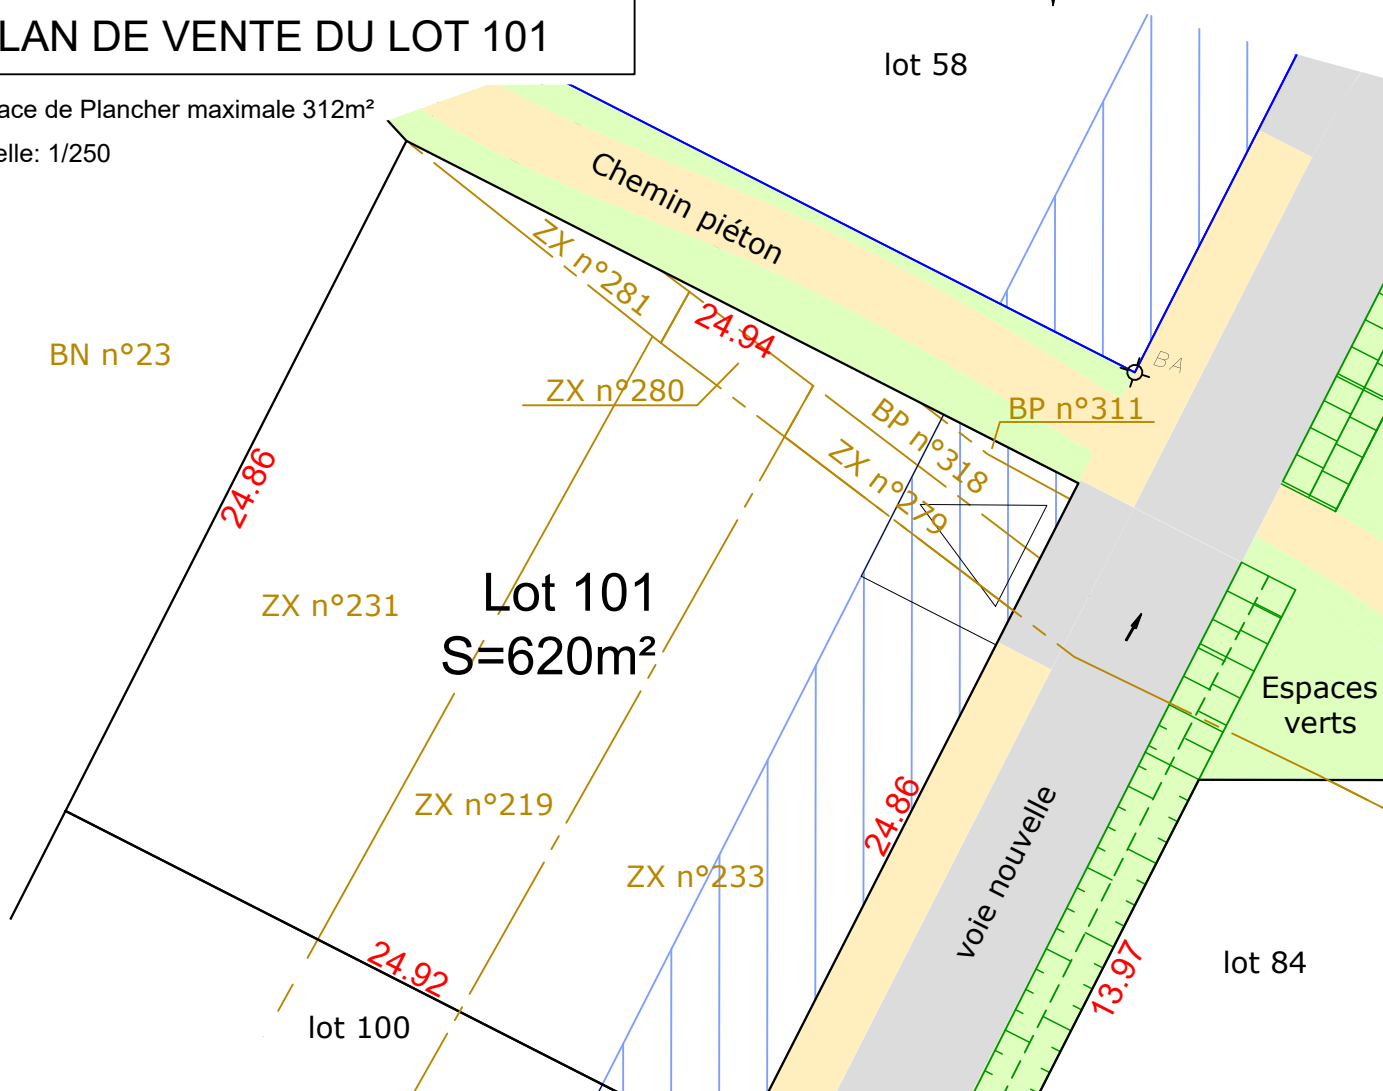 LAN DE VENTE DU LOT 101
lot 58
ace de Plancher maximale 312m²
elle: 1/250
Chemin piéton
ZX n°281
24.94
BN n°23
ZX n°280
BA
BP n°311
BP n°318
ZX n°279
24.86
Lot 101
S=620m²
ZX n°231
Espaces
verts
ZX n°219
24.86
voie nouvelle
ZX n°233
24.92
13.97
lot 84
lot 100